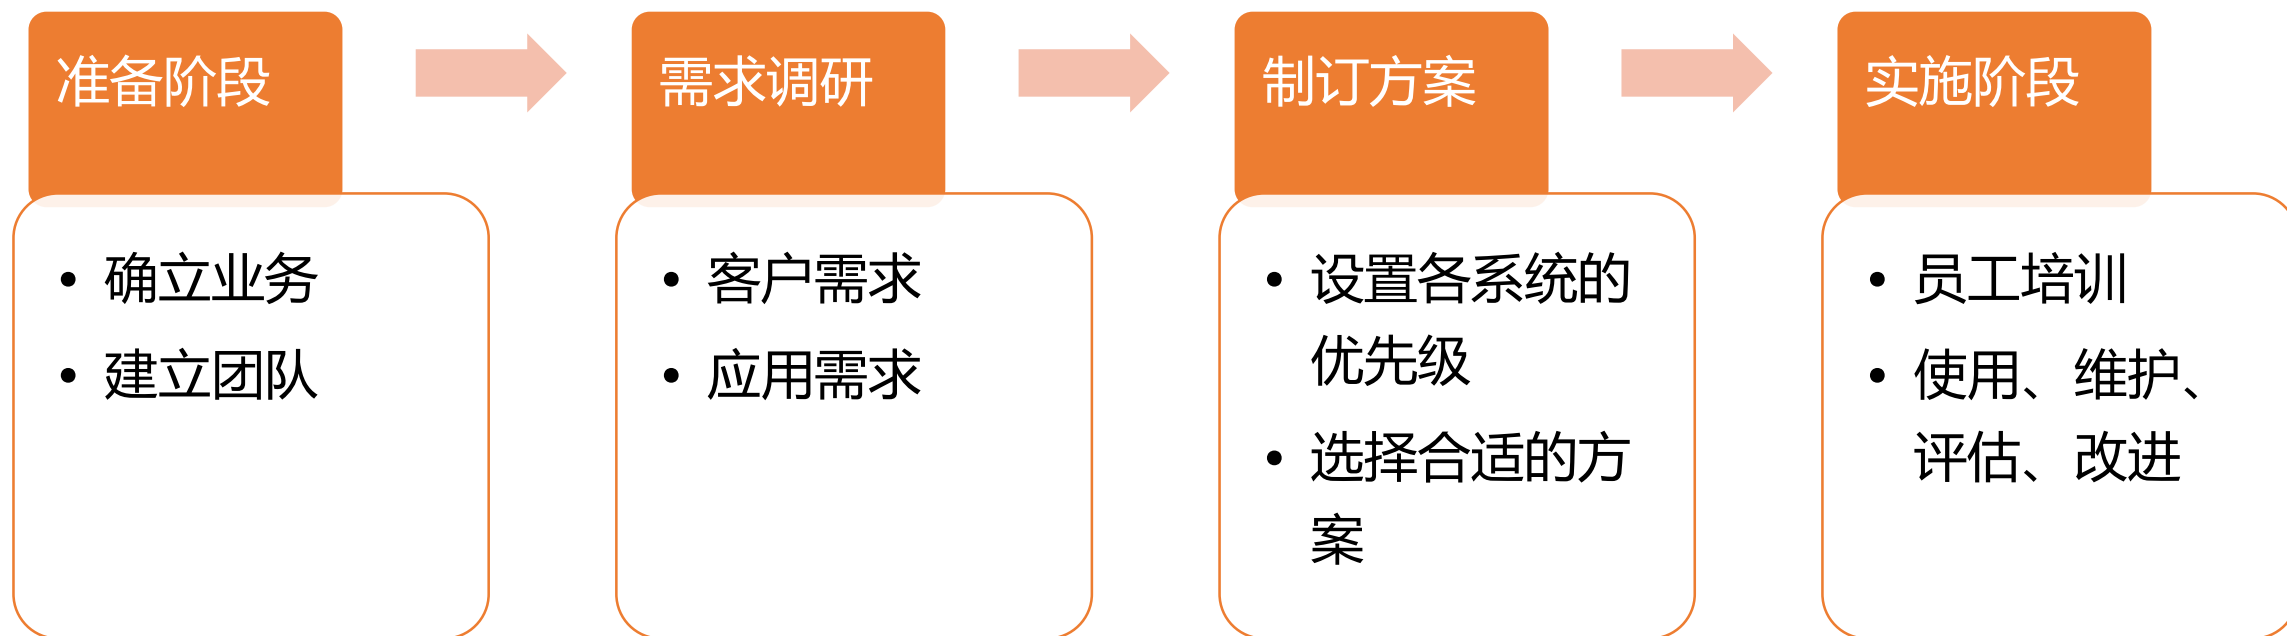 准备阶段
• 确立业务
• 建立团队
需求调研
• 客户需求
• 应用需求
制订方案
• 设置各系统的
优先级
• 选择合适的方
案
实施阶段
• 员工培训
• 使用、维护、
评估、改进